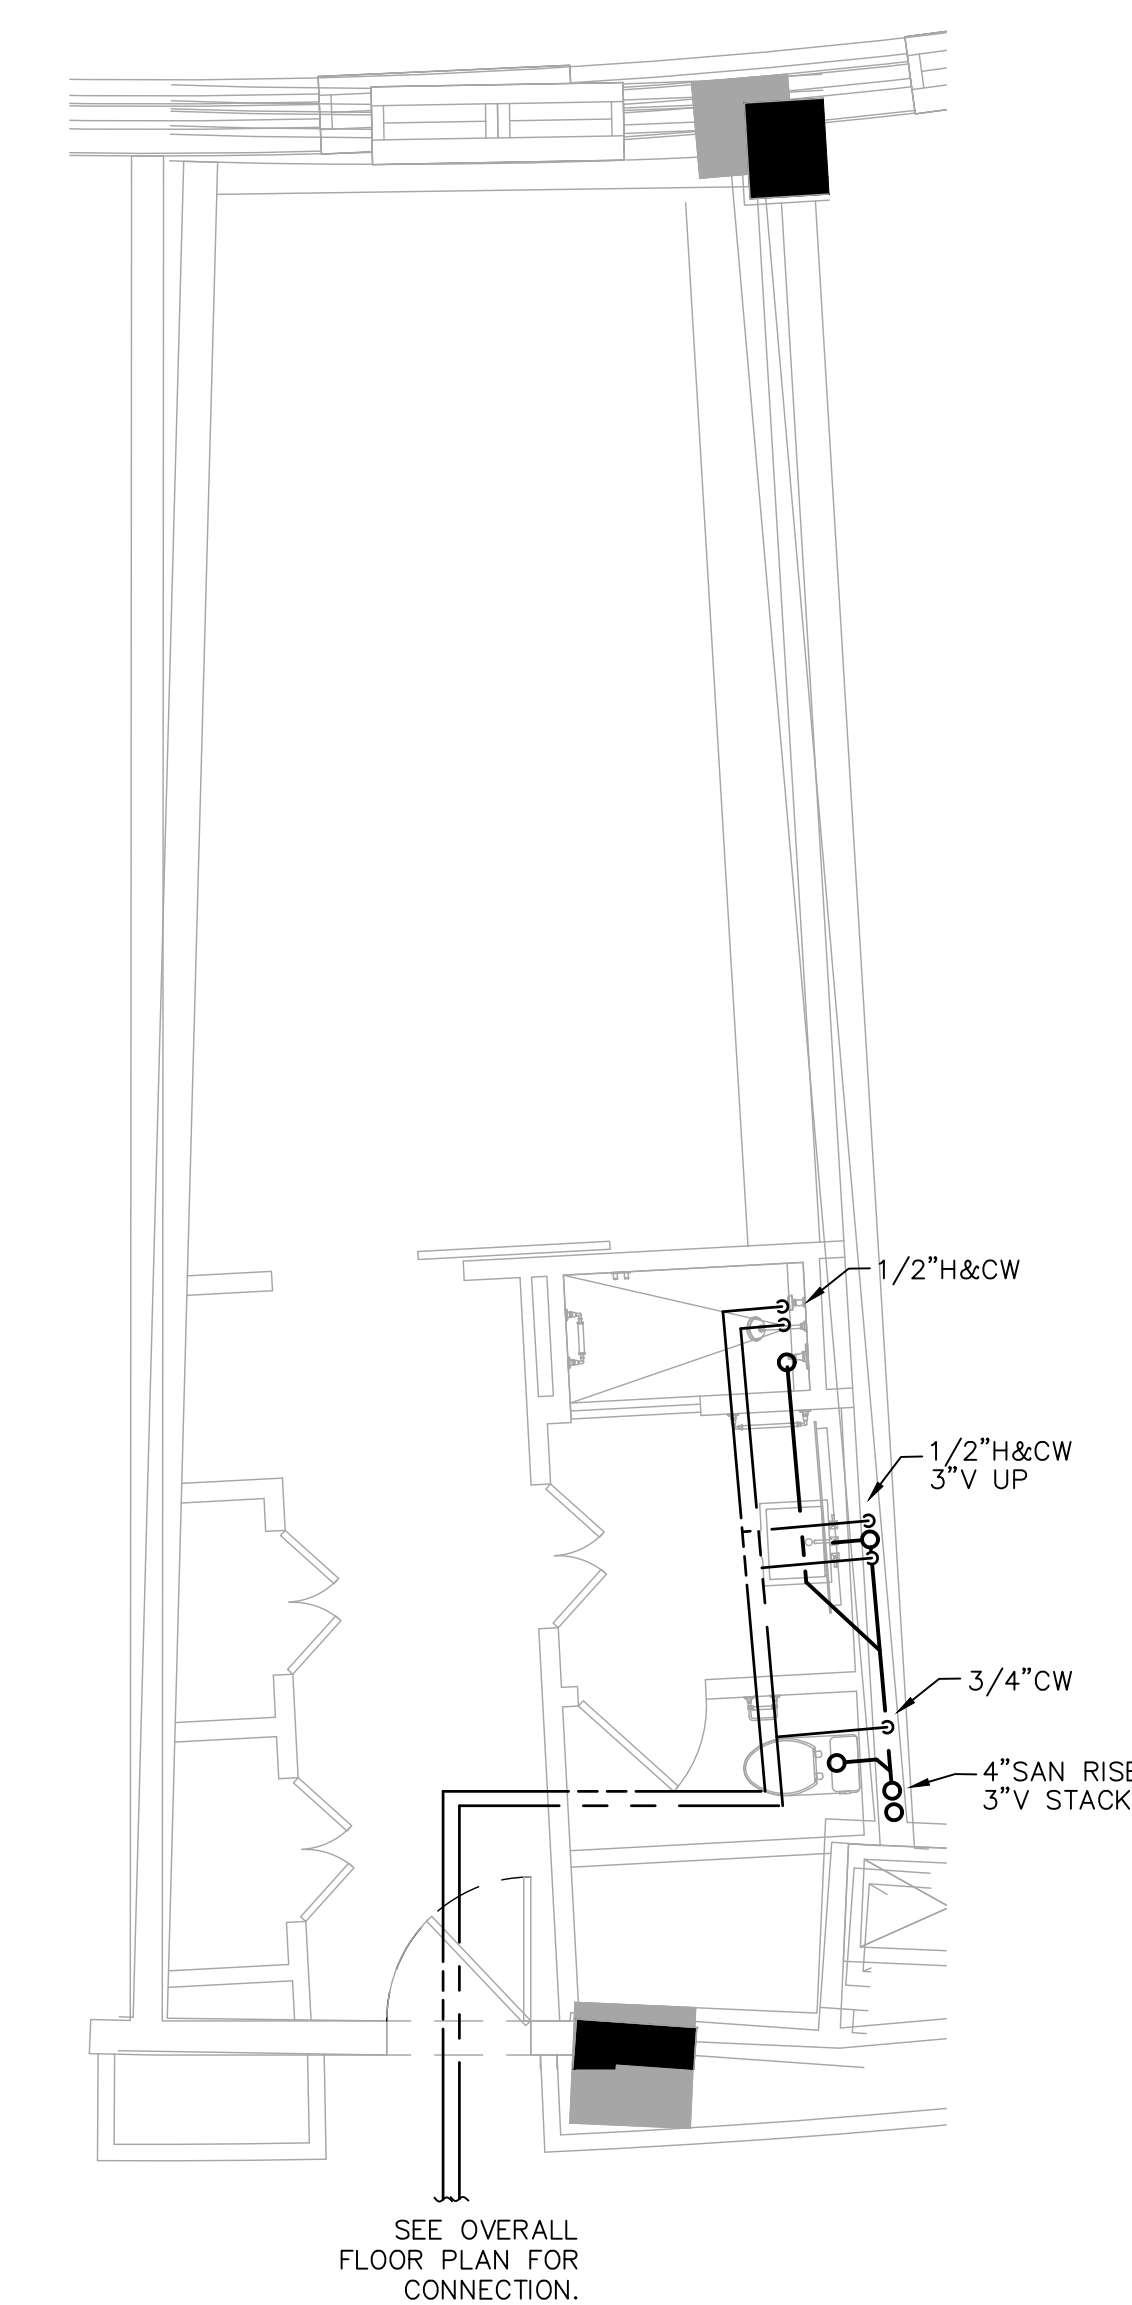 1/2"H&CW
1/2"H&CW
3"V UP
3/4"CW
4"SAN
3"V STACK
SEE OVERALL
FLOOR PLAN FOR
CONNECTION.